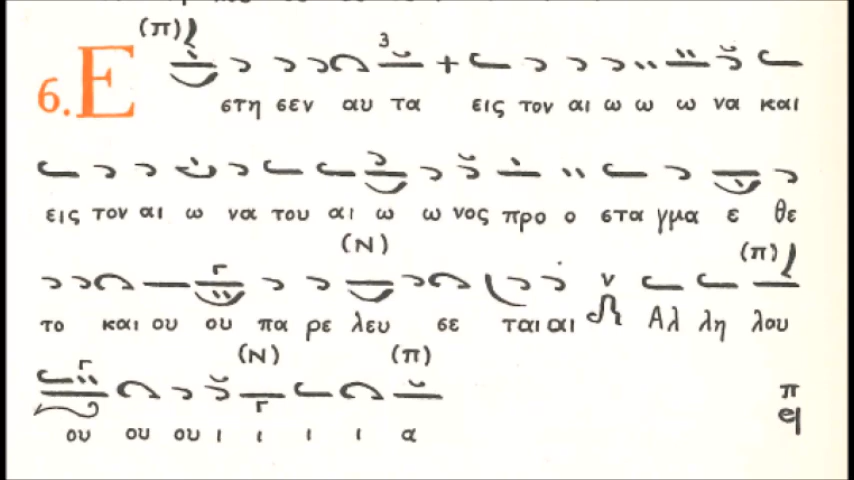 (π)
3
6. Ε στη σεν αυ τα εις τον αι ω ω ω να και
εις τον αι ω να του αι ω ω νος προ ο στα γμα ε θε
(Ν) (π)
το και ου ου πα ρε λευ σε ται αι Αλ λη λου
(Ν) (π)
ου ου ου ι ι ι ι α
π